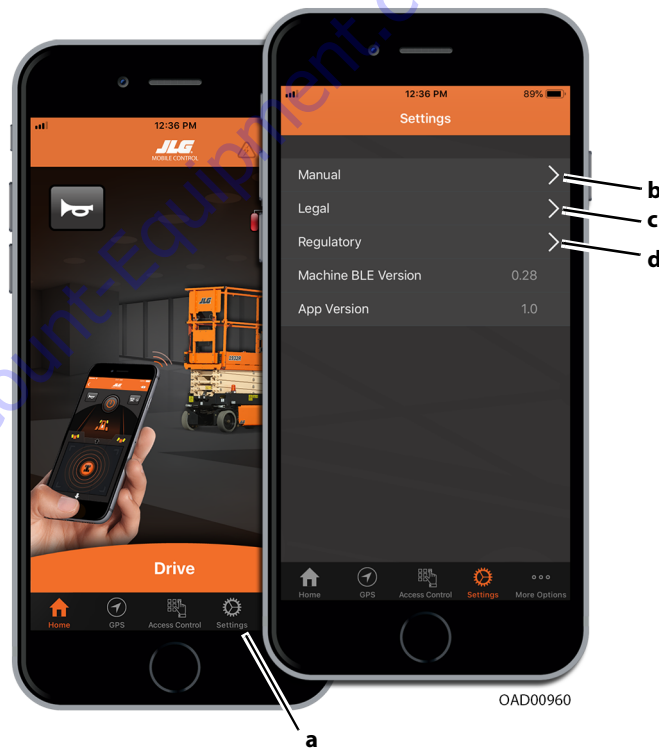 12:36 PM
JLG
MOBILE CONTROL
JLG
Drive
Home
GPS
Access Control
Settings
a
12:36 PM
89%
Settings
Manual
b
Legal
c
Regulatory
d
Machine BLE Version 0.28
App Version 1.0
Home GPS Access Control Settings More Options
OAD00960